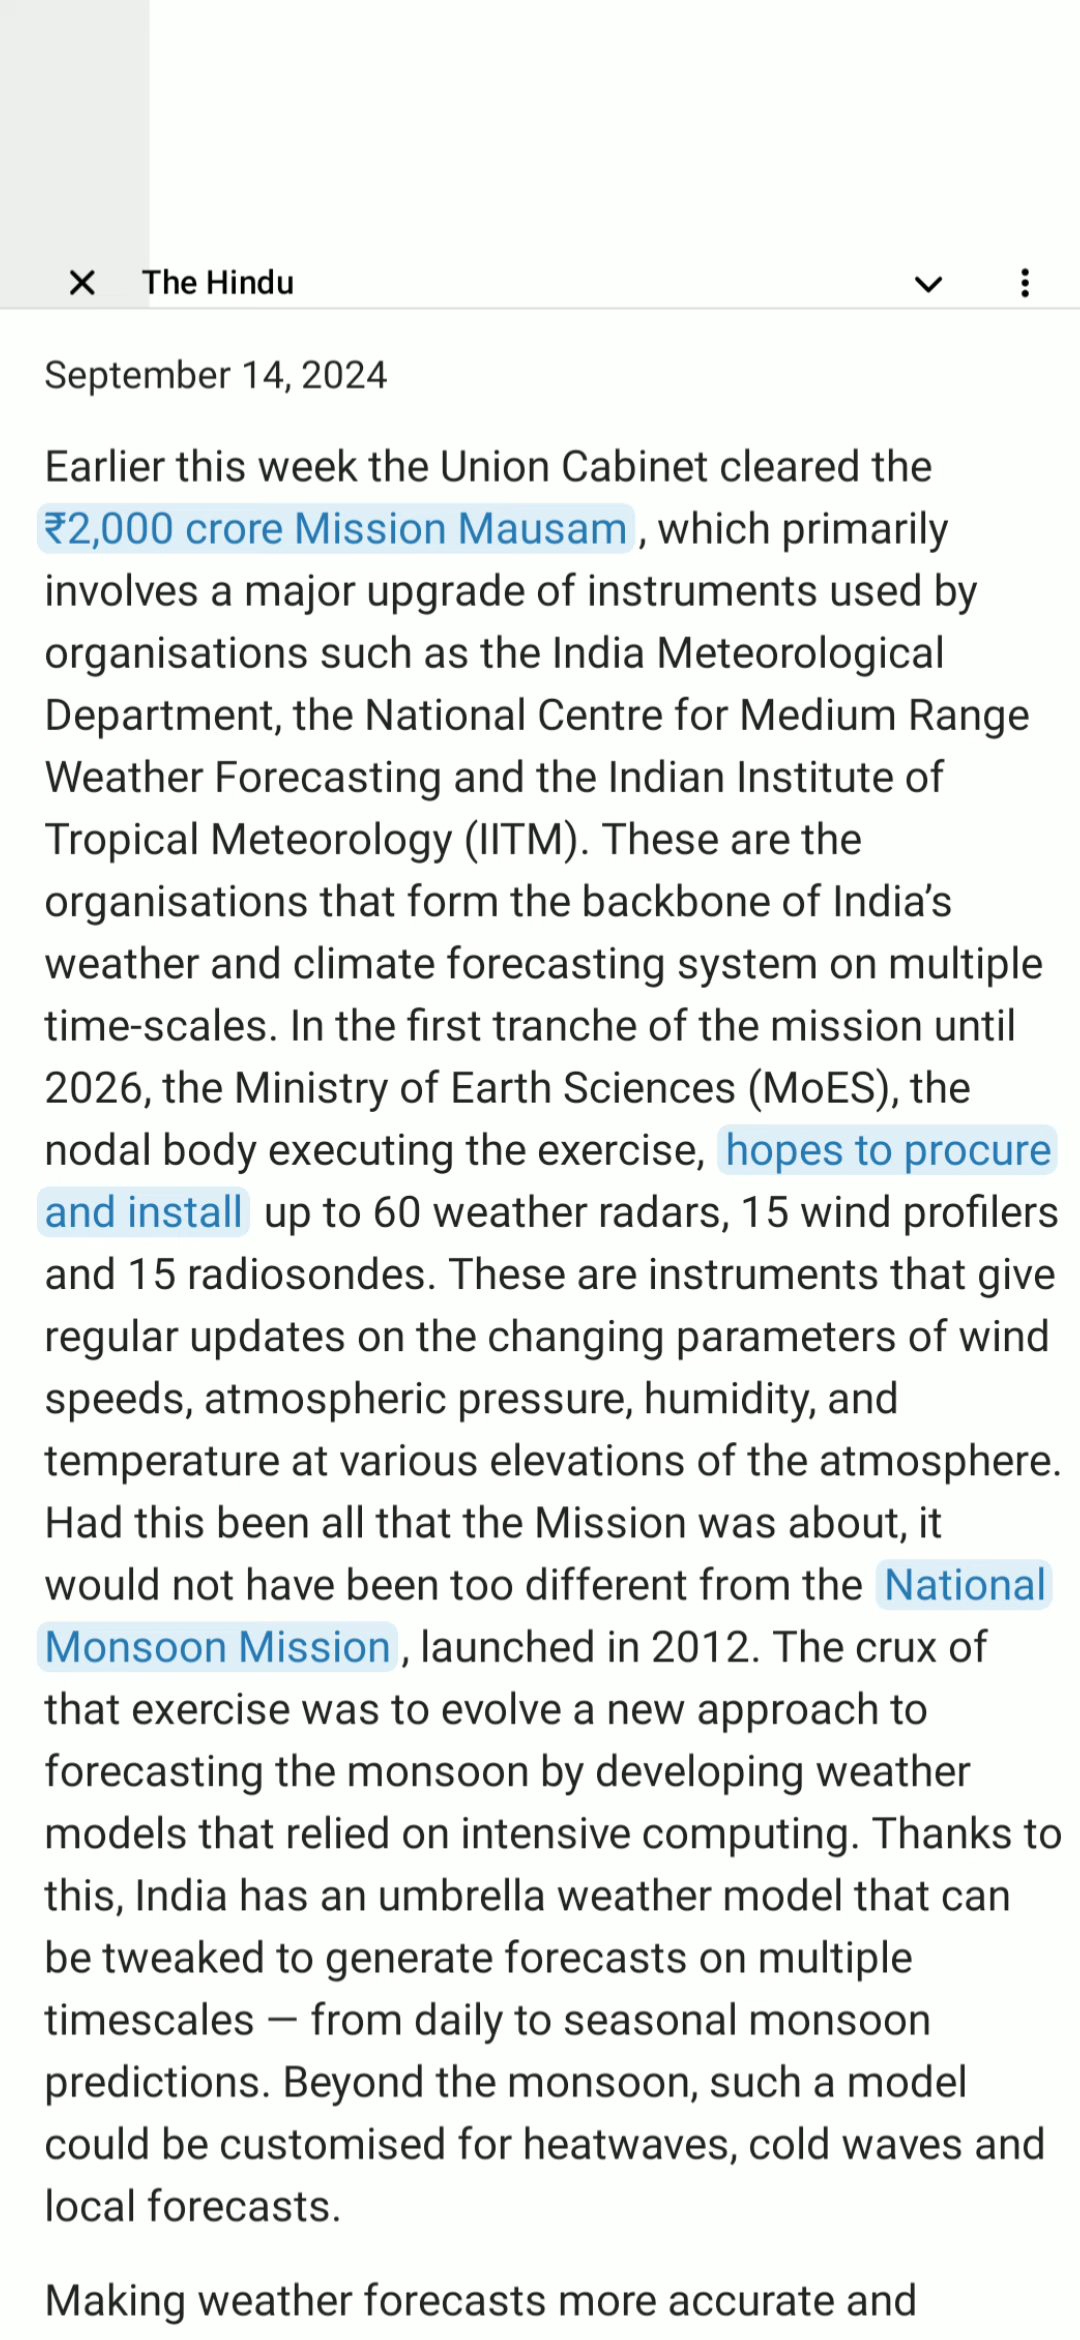 The Hindu
September 14, 2024
Earlier this week the Union Cabinet cleared the
₹2,000 crore Mission Mausam, which primarily
involves a major upgrade of instruments used by
organisations such as the India Meteorological
Department, the National Centre for Medium Range
Weather Forecasting and the Indian Institute of
Tropical Meteorology (IITM). These are the
organisations that form the backbone of India’s
weather and climate forecasting system on multiple
time-scales. In the first tranche of the mission until
2026, the Ministry of Earth Sciences (MoES), the
nodal body executing the exercise, hopes to procure
and install up to 60 weather radars, 15 wind profilers
and 15 radiosondes. These are instruments that give
regular updates on the changing parameters of wind
speeds, atmospheric pressure, humidity, and
temperature at various elevations of the atmosphere.
Had this been all that the Mission was about, it
would not have been too different from the National
Monsoon Mission, launched in 2012. The crux of
that exercise was to evolve a new approach to
forecasting the monsoon by developing weather
models that relied on intensive computing. Thanks to
this, India has an umbrella weather model that can
be tweaked to generate forecasts on multiple
timescales — from daily to seasonal monsoon
predictions. Beyond the monsoon, such a model
could be customised for heatwaves, cold waves and
local forecasts.
Making weather forecasts more accurate and